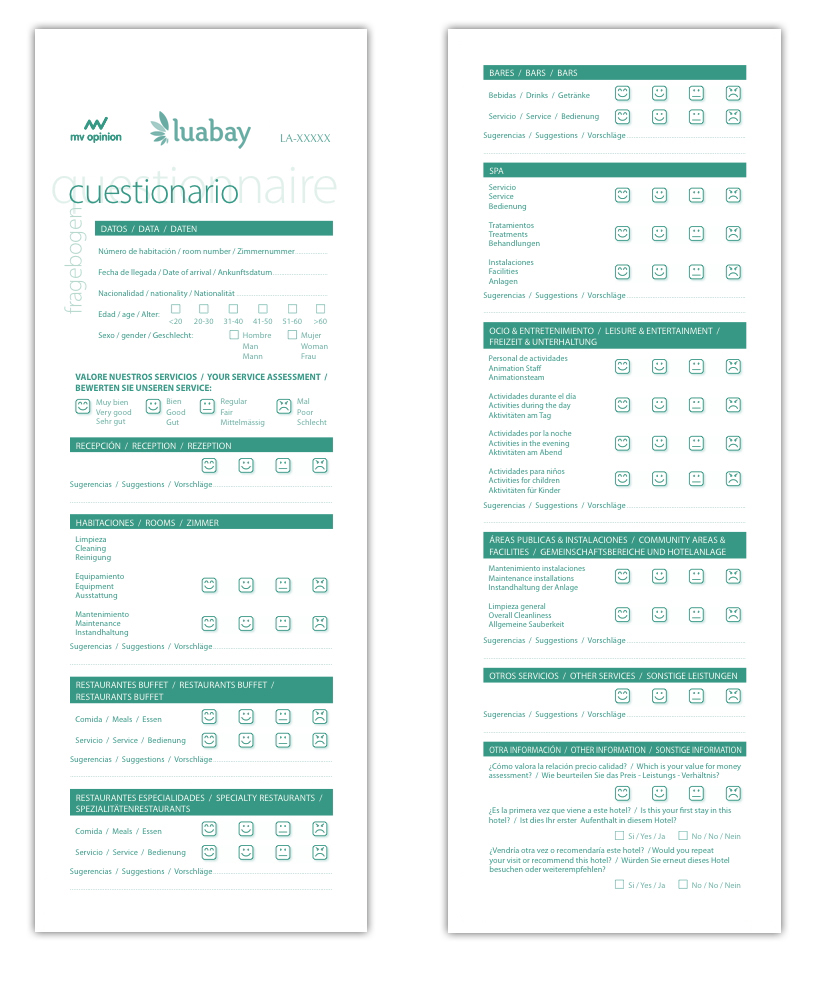 my opinion
luabay
LA-XXXXX
questionnaire
cuestionario
fragebogen
DATOS / DATA / DATEN
Número de habitación / room number / Zimmernummer
Fecha de llegada / Date of arrival / Ankunftsdatum
Nacionalidad / nationality / Nationalität
Edad / age / Alter:
<20 20-30 31-40 41-50 51-60 >60
Sexo / gender / Geschlecht:
Hombre
Man
Mann
Mujer
Woman
Frau
VALORE NUESTROS SERVICIOS / YOUR SERVICE ASSESSMENT /
BEWERTEN SIE UNSEREN SERVICE:
Muy bien
Very good
Sehr gut
Bien
Good
Gut
Regular
Fair
Mittelmässig
Mal
Poor
Schlecht
RECEPCIÓN / RECEPTION / REZEPTION
Sugerencias / Suggestions / Vorschläge
HABITACIONES / ROOMS / ZIMMER
Limpieza
Cleaning
Reinigung
Equipamiento
Equipment
Ausstattung
Mantenimiento
Maintenance
Instandhaltung
Sugerencias / Suggestions / Vorschläge
RESTAURANTES BUFFET / RESTAURANTS BUFFET /
RESTAURANTS BUFFET
Comida / Meals / Essen
Servicio / Service / Bedienung
Sugerencias / Suggestions / Vorschläge
RESTAURANTES ESPECIALIDADES / SPECIALTY RESTAURANTS /
SPEZIALITÄTENRESTAURANTS
Comida / Meals / Essen
Servicio / Service / Bedienung
Sugerencias / Suggestions / Vorschläge
BARES / BARS / BARS
Bebidas / Drinks / Getränke
Servicio / Service / Bedienung
Sugerencias / Suggestions / Vorschläge
SPA
Servicio
Service
Bedienung
Tratamientos
Treatments
Behandlungen
Instalaciones
Facilities
Anlagen
Sugerencias / Suggestions / Vorschläge
OCIO & ENTRETENIMIENTO / LEISURE & ENTERTAINMENT /
FREIZEIT & UNTERHALTUNG
Personal de actividades
Animation Staff
Animationsteam
Actividades durante el día
Activities during the day
Aktivitäten am Tag
Actividades por la noche
Activities in the evening
Aktivitäten am Abend
Actividades para niños
Activities for children
Aktivitäten für Kinder
Sugerencias / Suggestions / Vorschläge
ÁREAS PUBLICAS & INSTALACIONES / COMMUNITY AREAS &
FACILITIES / GEMEINSCHAFTSBEREICHE UND HOTELANLAGE
Mantenimiento instalaciones
Maintenance installations
Instandhaltung der Anlage
Limpieza general
Overall Cleanliness
Allgemeine Sauberkeit
Sugerencias / Suggestions / Vorschläge
OTROS SERVICIOS / OTHER SERVICES / SONSTIGE LEISTUNGEN
Sugerencias / Suggestions / Vorschläge
OTRA INFORMACIÓN / OTHER INFORMATION / SONSTIGE INFORMATION
¿Cómo valora la relación precio calidad? / Which is your value for money
assessment? / Wie beurteilen Sie das Preis - Leistungs - Verhältnis?
¿Es la primera vez que viene a este hotel? / Is this your first stay in this
hotel? / Ist dies Ihr erster Aufenthalt in diesem Hotel?
Si / Yes / Ja No / No / Nein
¿Vendría otra vez o recomendaría este hotel? / Would you repeat
your visit or recommend this hotel? / Würden Sie erneut dieses Hotel
besuchen oder weiterempfehlen?
Si / Yes / Ja No / No / Nein